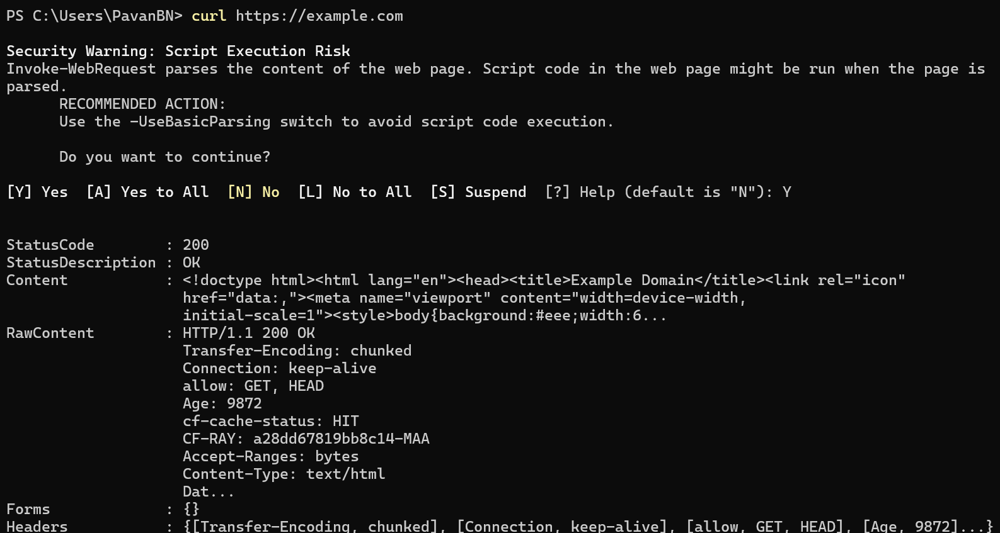 PS C:\Users\PavanBN> curl https://example.com
Security Warning: Script Execution Risk
Invoke-WebRequest parses the content of the web page. Script code in the web page might be run when the page is
parsed.
      RECOMMENDED ACTION:
      Use the -UseBasicParsing switch to avoid script code execution.
      Do you want to continue?
[Y] Yes  [A] Yes to All  [N] No  [L] No to All  [S] Suspend  [?] Help (default is "N"): Y
StatusCode        : 200
StatusDescription : OK
Content           : <!doctype html><html lang="en"><head><title>Example Domain</title><link rel="icon"
                    href="data:,"><meta name="viewport" content="width=device-width,
                    initial-scale=1"><style>body{background:#eee;width:6...
RawContent        : HTTP/1.1 200 OK
                    Transfer-Encoding: chunked
                    Connection: keep-alive
                    allow: GET, HEAD
                    Age: 9872
                    cf-cache-status: HIT
                    CF-RAY: a28dd67819bb8c14-MAA
                    Accept-Ranges: bytes
                    Content-Type: text/html
                    Dat...
Forms             : {}
Headers           : {[Transfer-Encoding, chunked], [Connection, keep-alive], [allow, GET, HEAD], [Age, 9872]...}